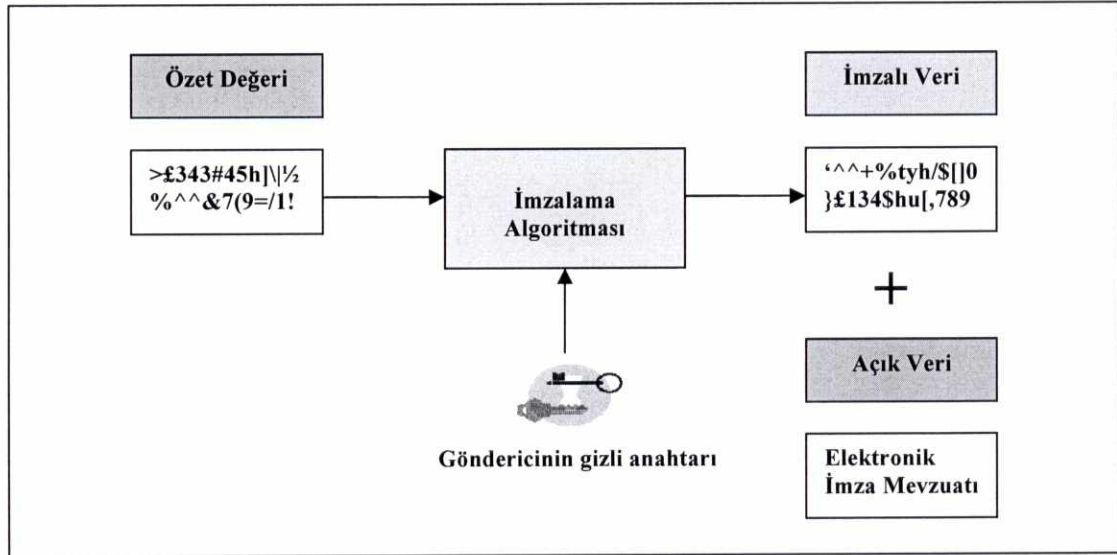 Özet Değeri
>£343#45h]\|½
%^^&7(9=/1!
İmzalama
Algoritması
Göndericinin gizli anahtarı
İmzalı Veri
‘^^+%tyh/$[]0
}£134$hu[,789
+
Açık Veri
Elektronik
İmza Mevzuatı